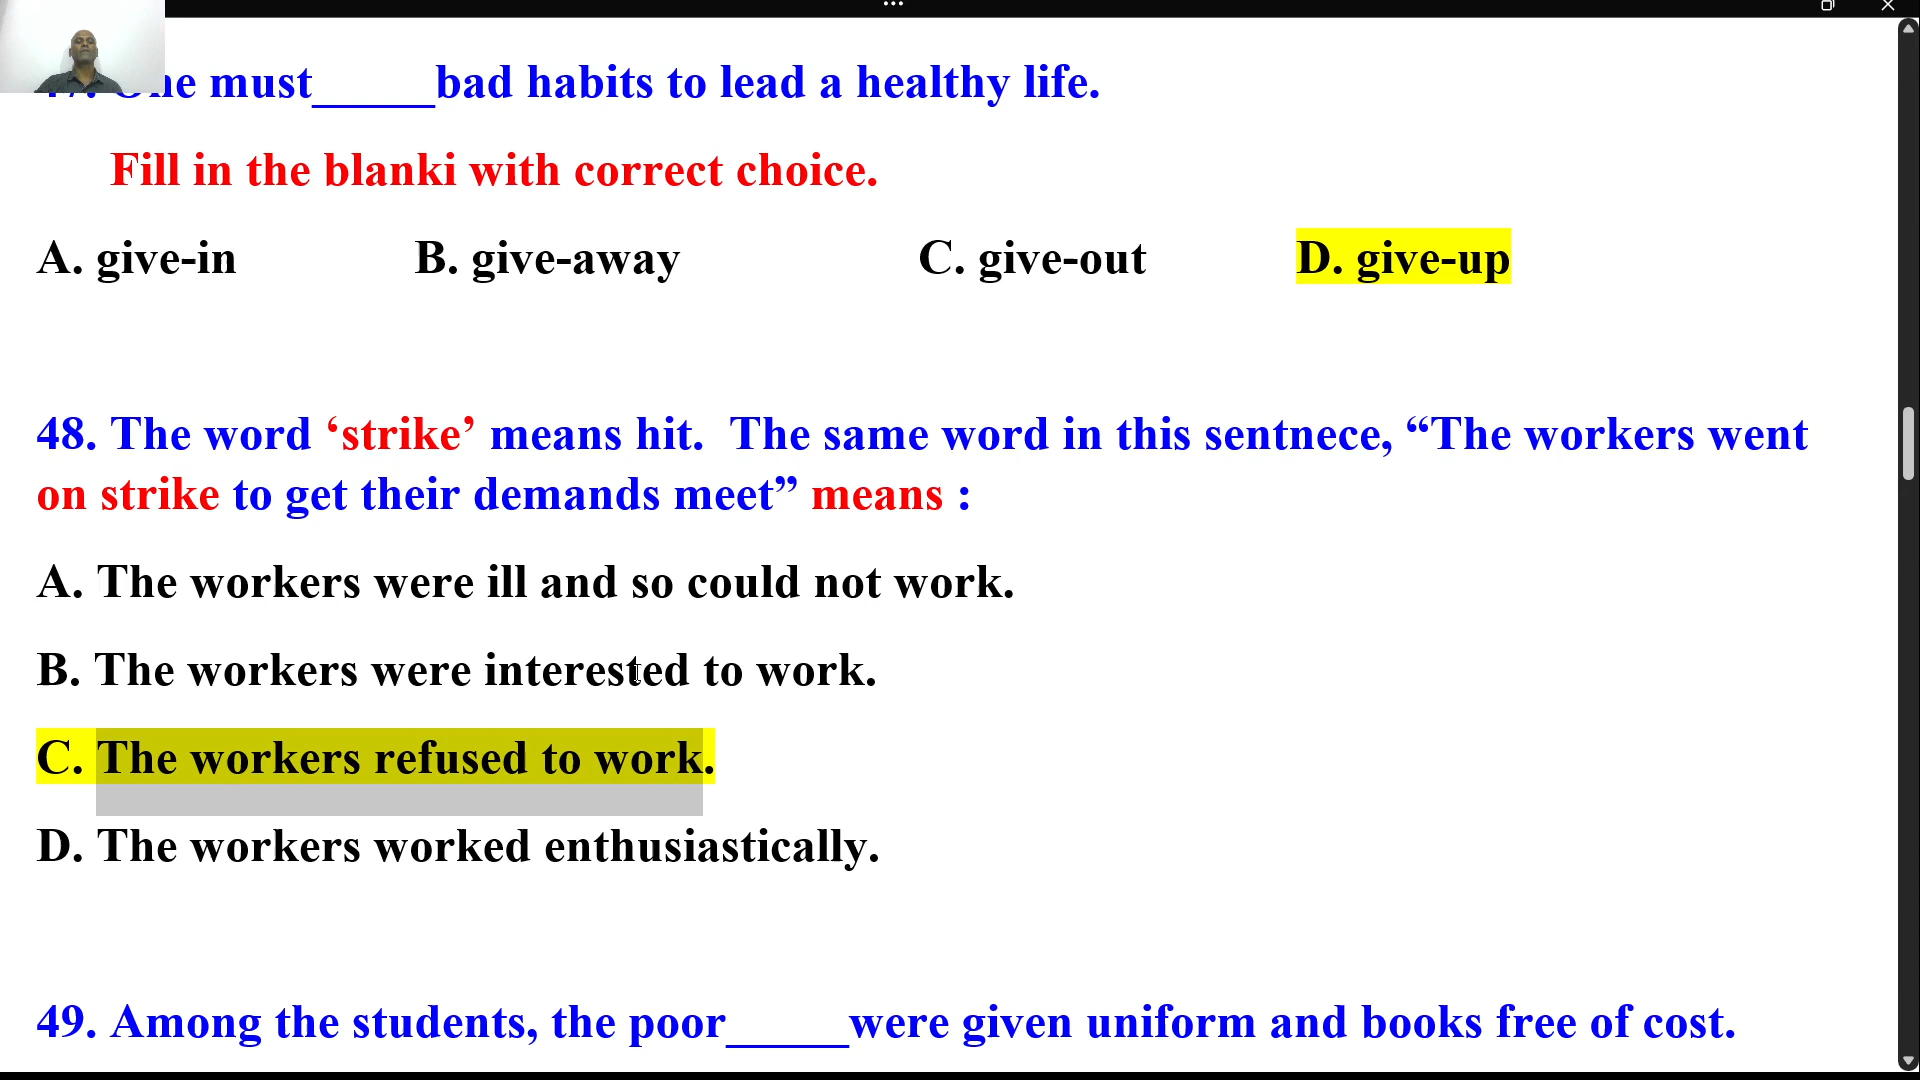 ne must_____bad habits to lead a healthy life.
Fill in the blanki with correct choice.
A. give-in B. give-away C. give-out D. give-up
48. The word ‘strike’ means hit. The same word in this sentnece, “The workers went
on strike to get their demands meet” means :
A. The workers were ill and so could not work.
B. The workers were interested to work.
C. The workers refused to work.
D. The workers worked enthusiastically.
49. Among the students, the poor_____were given uniform and books free of cost.